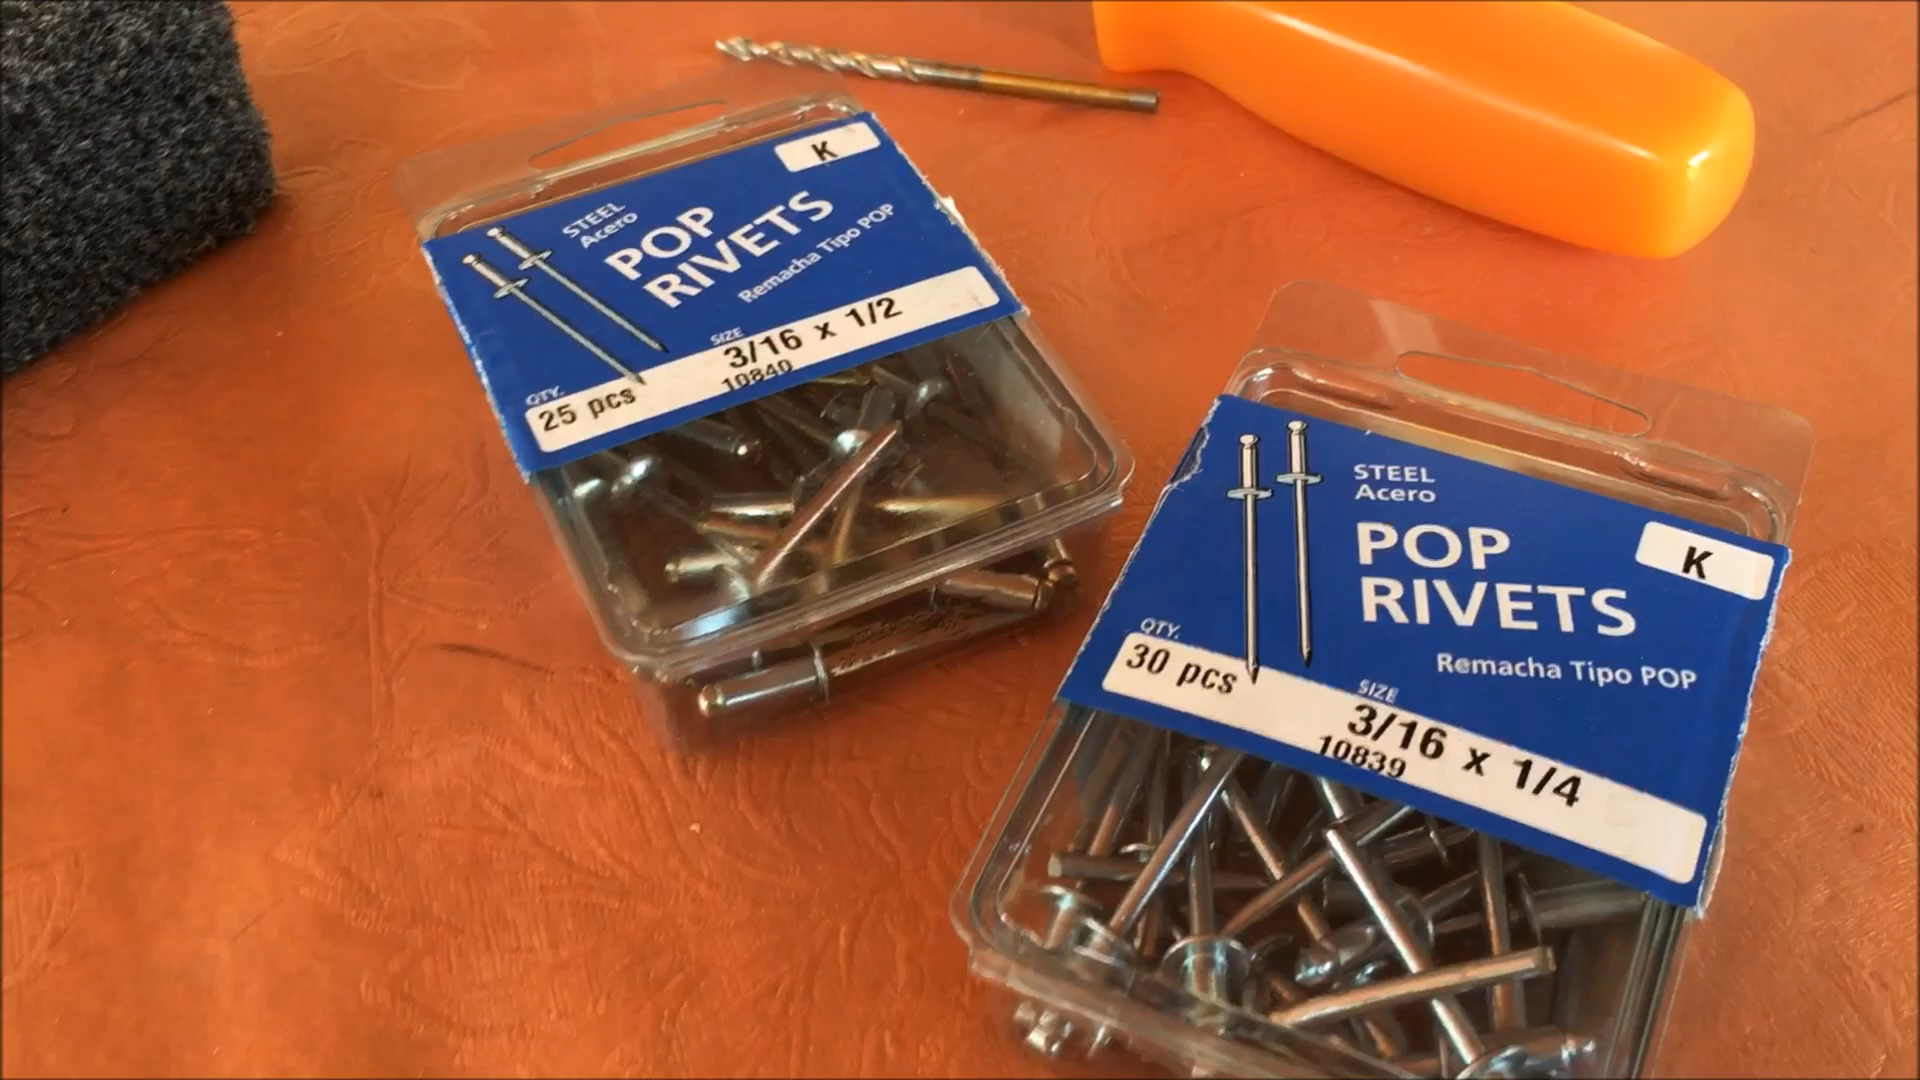 K
STEEL
Acero
POP
RIVETS
Remacha Tipo POP
SIZE
3/16 x 1/2
10840
QTY.
25 pcs
STEEL
Acero
POP
RIVETS
K
Remacha Tipo POP
QTY.
30 pcs
SIZE
3/16 x 1/4
10839